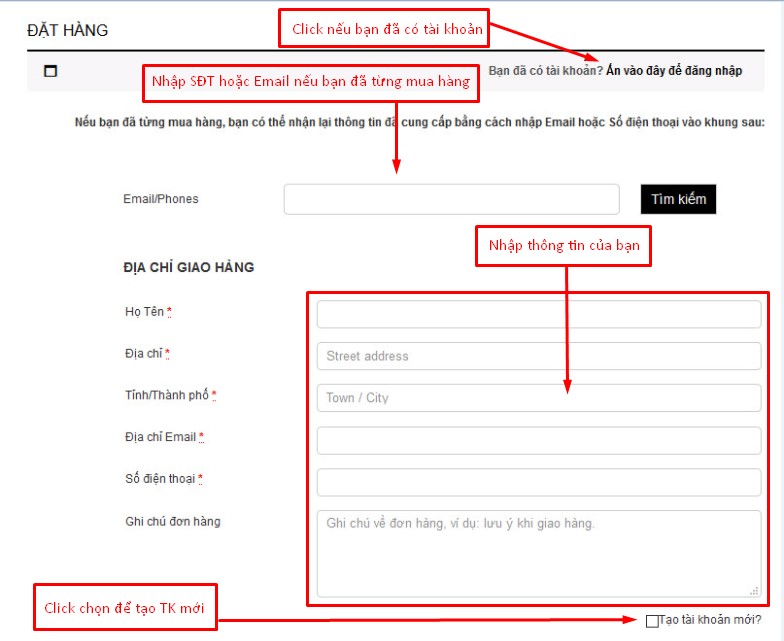 ĐẶT HÀNG
Click nếu bạn đã có tài khoản
Bạn đã có tài khoản? Ấn vào đây để đăng nhập
Nhập SĐT hoặc Email nếu bạn đã từng mua hàng
Nếu bạn đã từng mua hàng, bạn có thể nhận lại thông tin đã cung cấp bằng cách nhập Email hoặc Số điện thoại vào khung sau:
Email/Phones
Tìm kiếm
Nhập thông tin của bạn
ĐỊA CHỈ GIAO HÀNG
Họ Tên *
Địa chỉ *
Street address
Tỉnh/Thành phố *
Town / City
Địa chỉ Email *
Số điện thoại *
Ghi chú đơn hàng
Ghi chú về đơn hàng, ví dụ: lưu ý khi giao hàng.
Click chọn để tạo TK mới
Tạo tài khoản mới?